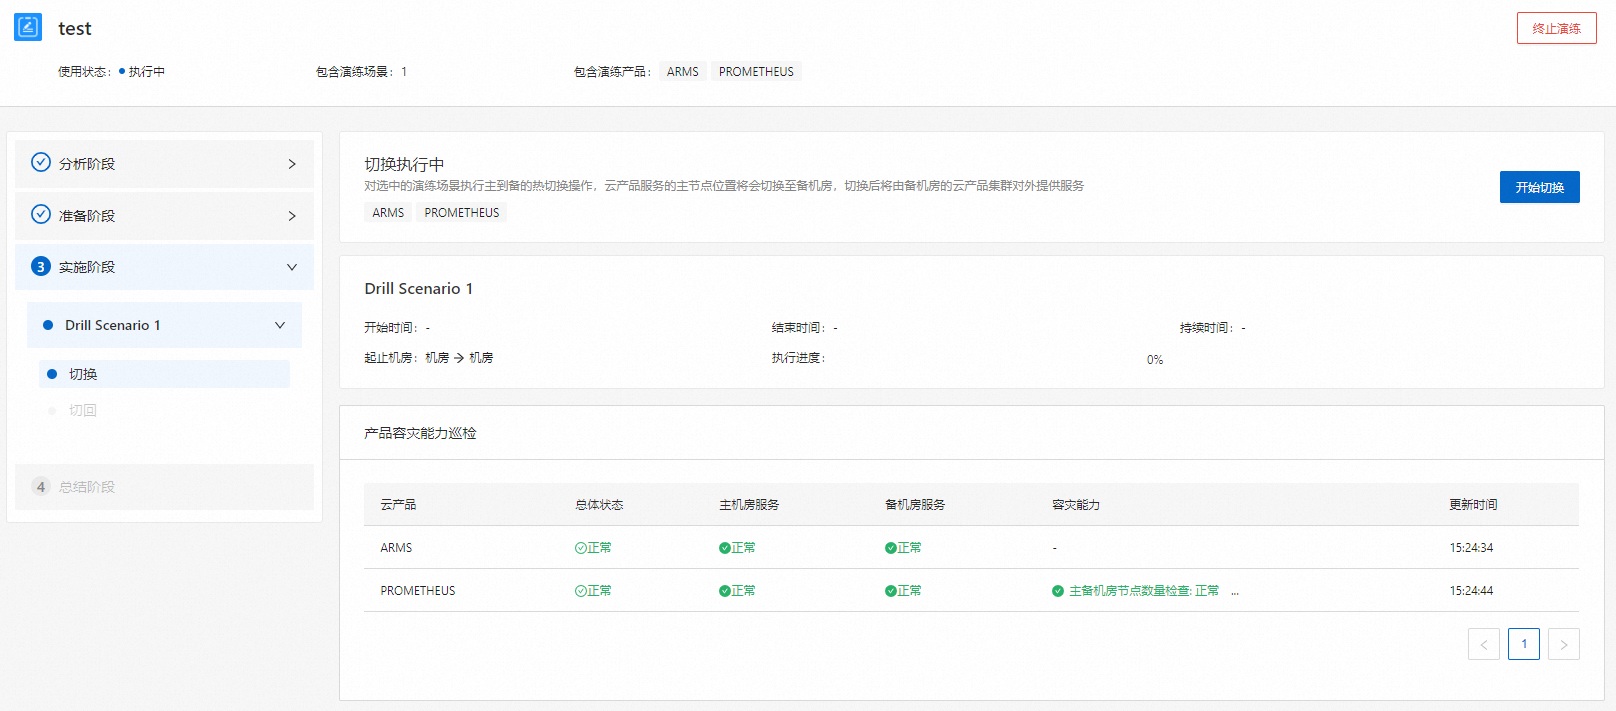 test
终止演练
使用状态： 执行中 包含演练场景：1 包含演练产品： ARMS PROMETHEUS
分析阶段
准备阶段
3 实施阶段
Drill Scenario 1
切换
切回
4 总结阶段
切换执行中
对选中的演练场景执行主到备的热切换操作，云产品服务的主节点位置将会切换至备机房，切换后将由备机房的云产品集群对外提供服务
ARMS PROMETHEUS
开始切换
Drill Scenario 1
开始时间：- 结束时间：- 持续时间：-
起止机房：机房 → 机房 执行进度： 0%
产品容灾能力巡检
云产品 总体状态 主机房服务 备机房服务 容灾能力 更新时间
ARMS 正常 正常 正常 - 15:24:34
PROMETHEUS 正常 正常 正常 主备机房节点数量检查: 正常 ... 15:24:44
< 1 >